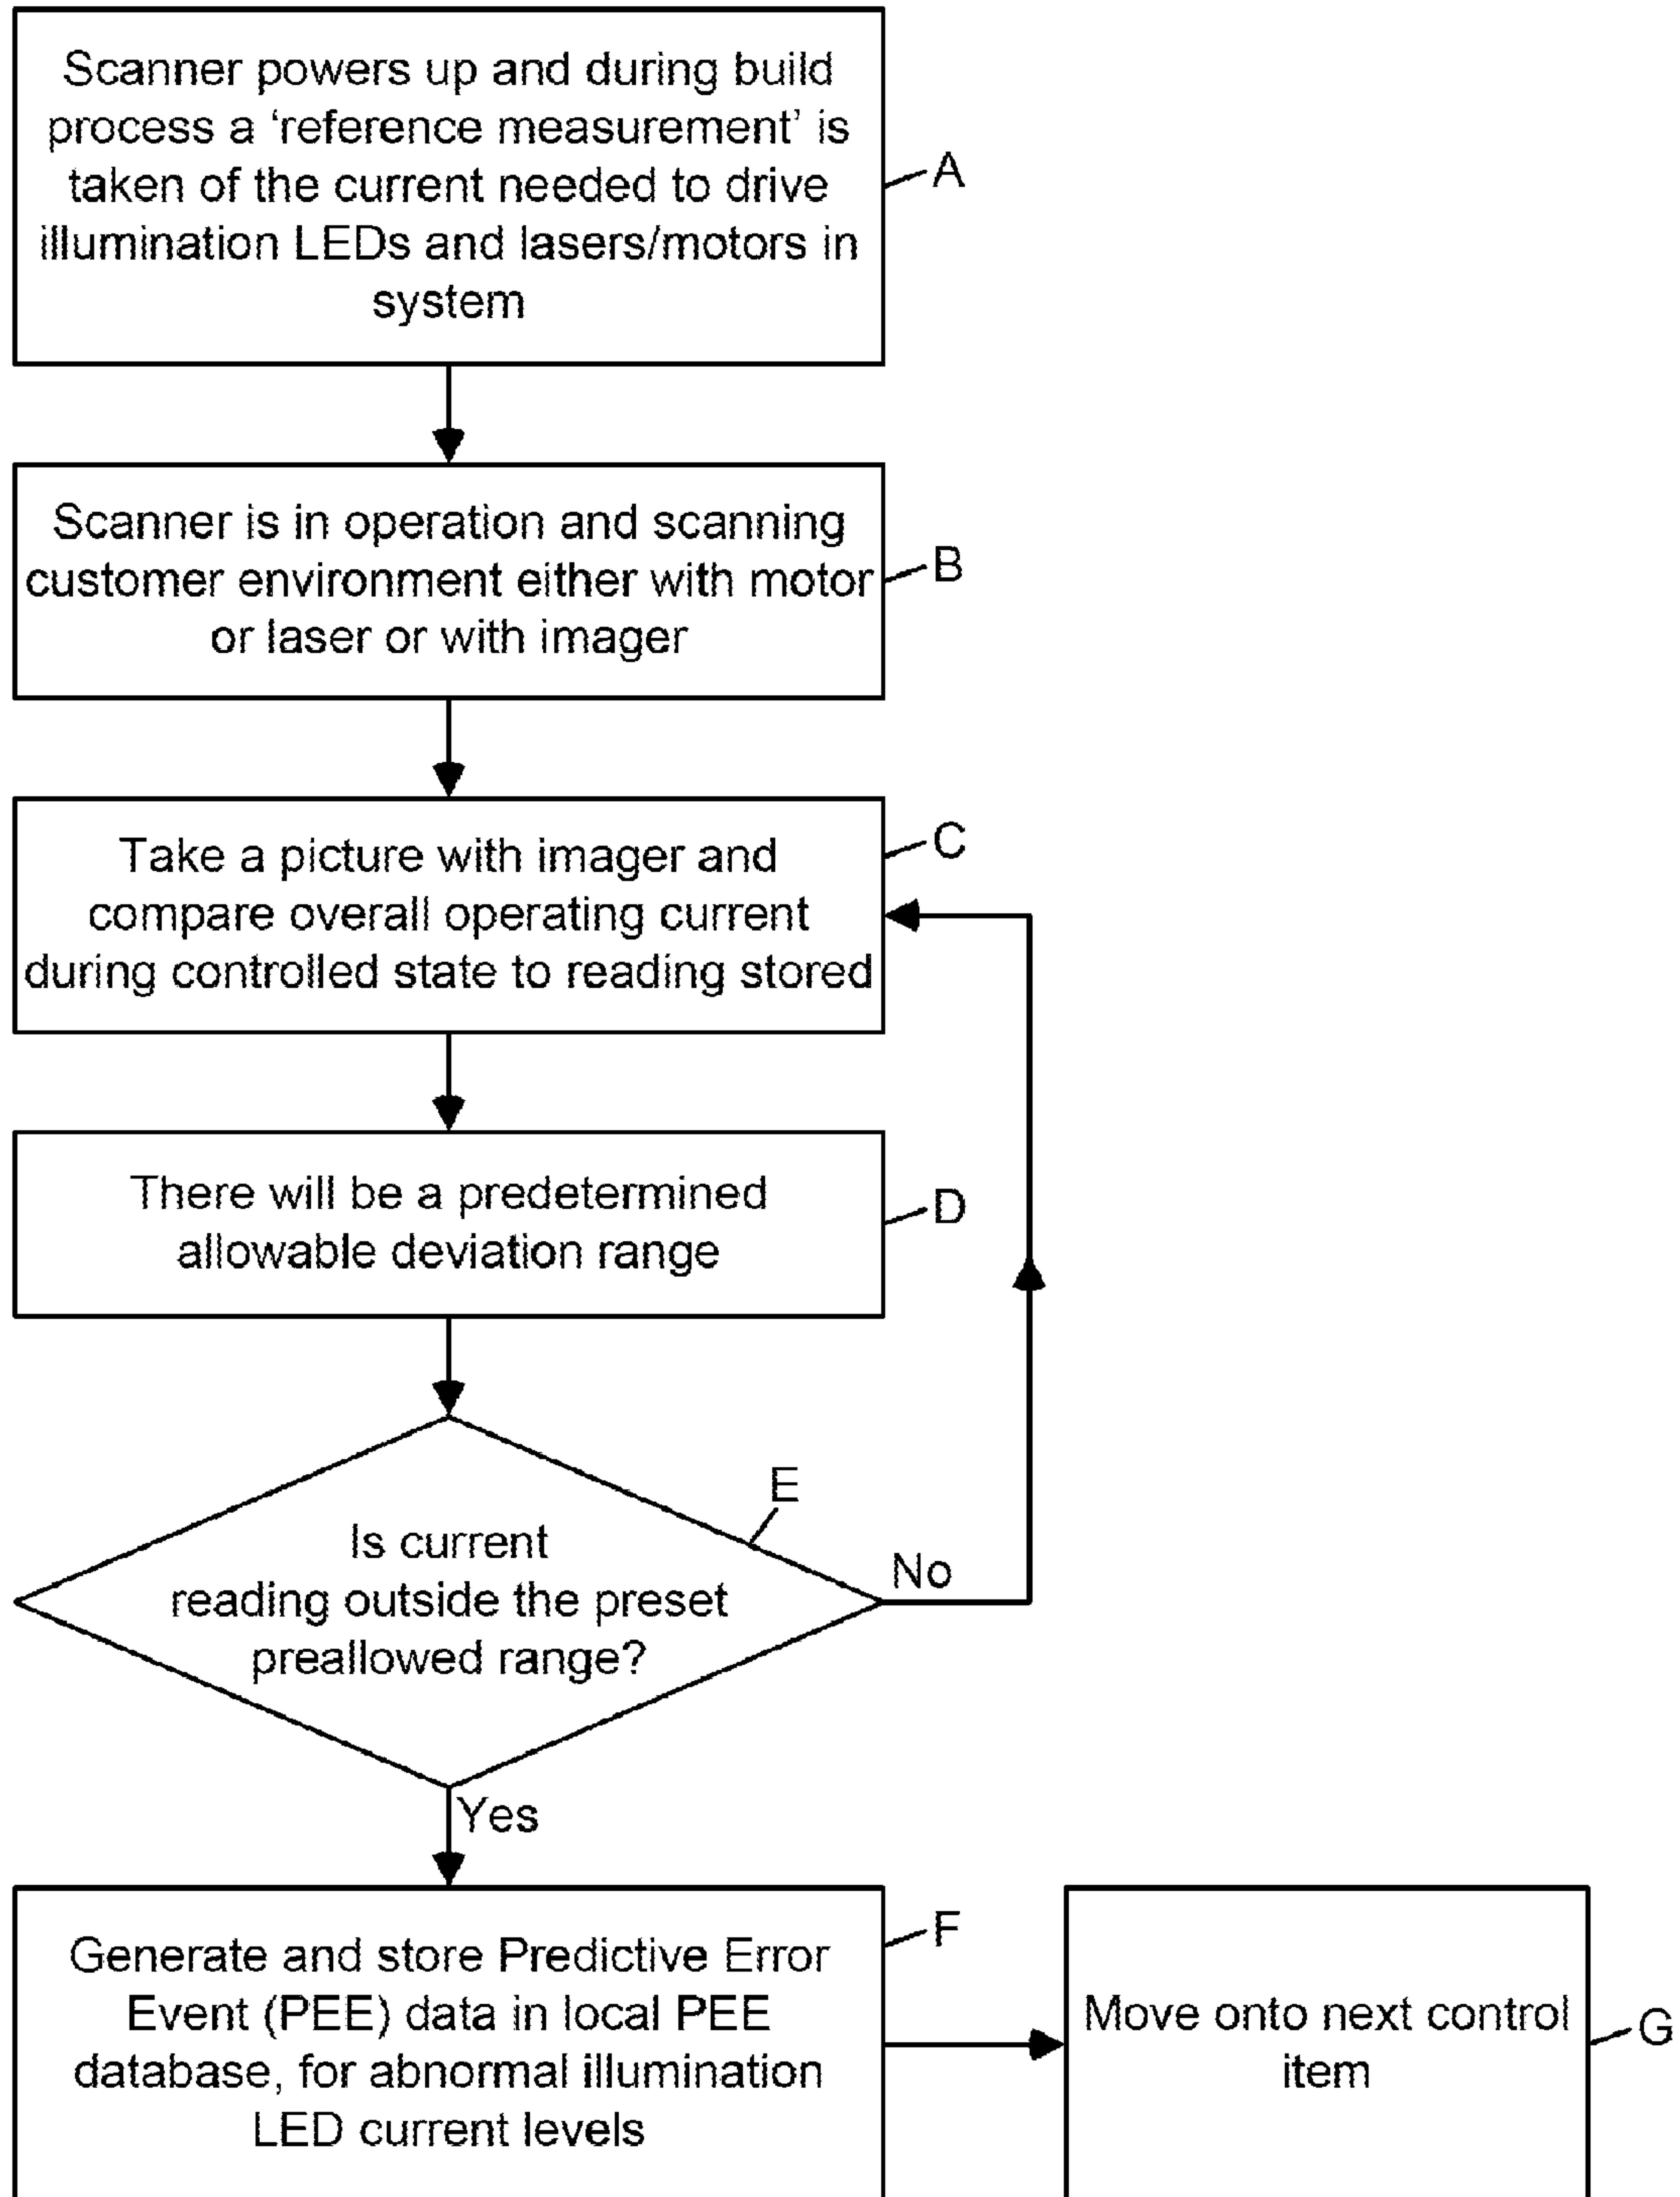 Scanner powers up and during build
process a ‘reference measurement’ is
taken of the current needed to drive
illumination LEDs and lasers/motors in
system
A
Scanner is in operation and scanning
customer environment either with motor
or laser or with imager
B
Take a picture with imager and
compare overall operating current
during controlled state to reading stored
C
There will be a predetermined
allowable deviation range
D
E
Is current
reading outside the preset
preallowed range?
No
Yes
Generate and store Predictive Error
Event (PEE) data in local PEE
database, for abnormal illumination
LED current levels
F
Move onto next control
item
G